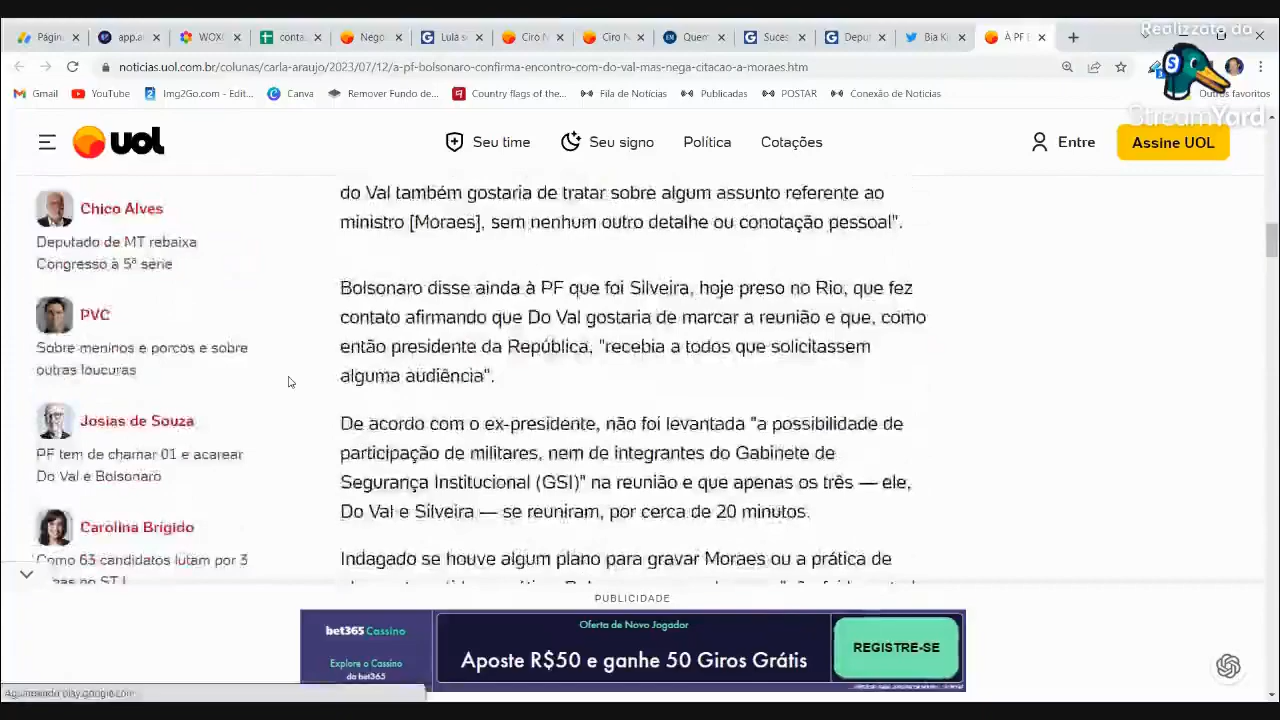 Realizzato da
StreamYard
Págin
app.ar
WOX
conta
Nego
Lula s
Ciro
Ciro N
Quem
Suces
Deput
Bia Ki
À PF B
noticias.uol.com.br/colunas/carla-araujo/2023/07/12/a-pf-bolsonaro-confirma-encontro-com-do-val-mas-nega-citacao-a-moraes.htm
Gmail
YouTube
Img2Go.com - Edit...
Canva
Remover Fundo de...
Country flags of the...
Fila de Notícias
Publicadas
POSTAR
Conexão de Notícias
Outros favoritos
UOL
Seu time
Seu signo
Política
Cotações
Entre
Assine UOL
Chico Alves
Deputado de MT rebaixa
Congresso à 5ª série
PVC
Sobre meninos e porcos e sobre
outras loucuras
Josias de Souza
PF tem de chamar 01 e acarear
Do Val e Bolsonaro
Carolina Brígido
Como 63 candidatos lutam por 3
do Val também gostaria de tratar sobre algum assunto referente ao
ministro [Moraes], sem nenhum outro detalhe ou conotação pessoal".
Bolsonaro disse ainda à PF que foi Silveira, hoje preso no Rio, que fez
contato afirmando que Do Val gostaria de marcar a reunião e que, como
então presidente da República, "recebia a todos que solicitassem
alguma audiência".
De acordo com o ex-presidente, não foi levantada "a possibilidade de
participação de militares, nem de integrantes do Gabinete de
Segurança Institucional (GSI)" na reunião e que apenas os três — ele,
Do Val e Silveira — se reuniram, por cerca de 20 minutos.
Indagado se houve algum plano para gravar Moraes ou a prática de
PUBLICIDADE
bet365 Cassino
Explore o Cassino
da bet365
Oferta de Novo Jogador
Aposte R$50 e ganhe 50 Giros Grátis
REGISTRE-SE
Aguardando play.google.com